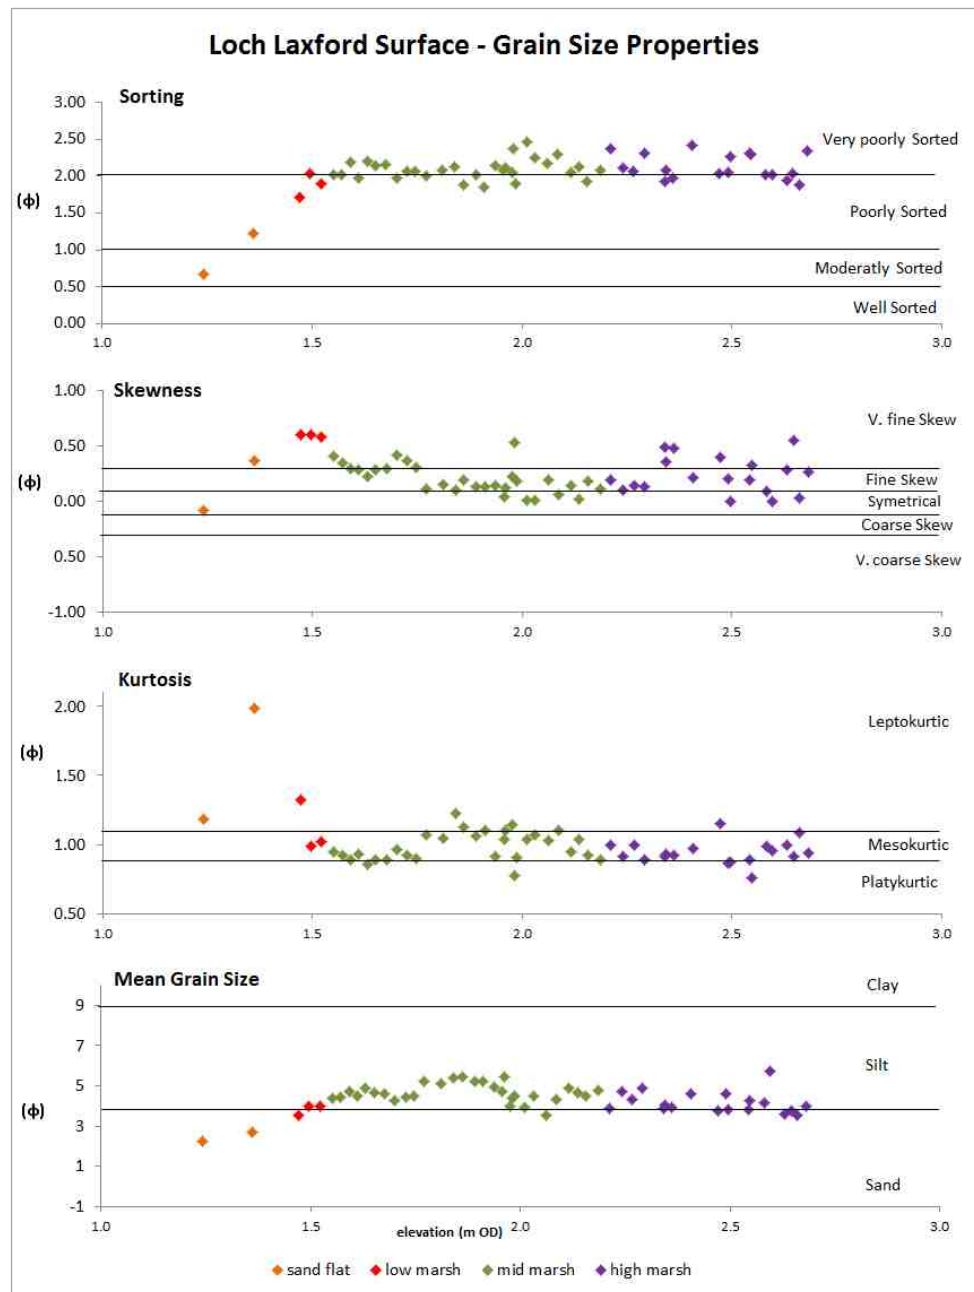 Loch Laxford Surface - Grain Size Properties
Sorting
3.00
2.50
2.00
1.50
1.00
0.50
0.00
(ϕ)
Very poorly Sorted
Poorly Sorted
Moderatly Sorted
Well Sorted
1.0 1.5 2.0 2.5 3.0
Skewness
1.00
0.50
0.00
0.50
-1.00
(ϕ)
V. fine Skew
Fine Skew
Symetrical
Coarse Skew
V. coarse Skew
1.0 1.5 2.0 2.5 3.0
Kurtosis
2.00
1.50
1.00
0.50
(ϕ)
Leptokurtic
Mesokurtic
Platykurtic
1.0 1.5 2.0 2.5 3.0
Mean Grain Size
9
7
5
3
1
-1
(ϕ)
Clay
Silt
Sand
1.0 1.5 2.0 2.5 3.0
elevation (m OD)
sand flat low marsh mid marsh high marsh